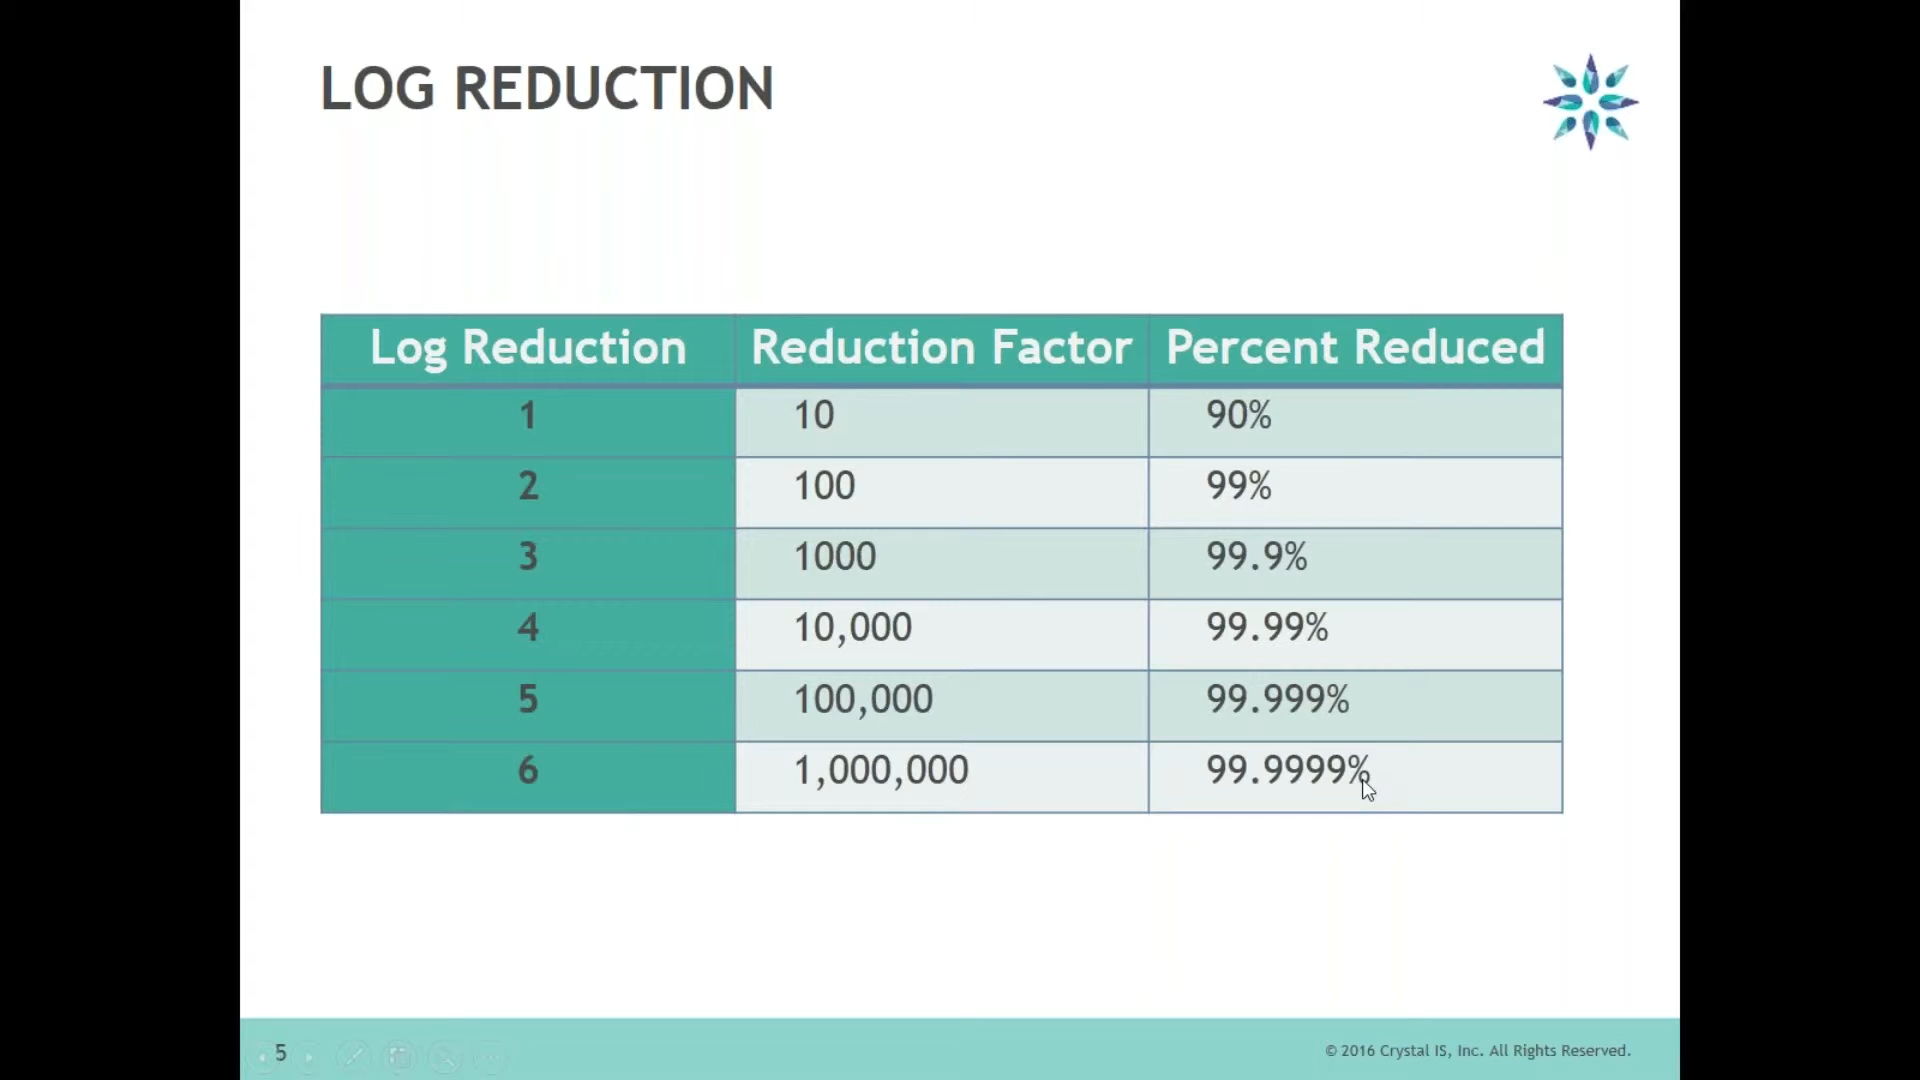 LOG REDUCTION
Log Reduction Reduction Factor Percent Reduced
1 10 90%
2 100 99%
3 1000 99.9%
4 10,000 99.99%
5 100,000 99.999%
6 1,000,000 99.9999%
5 © 2016 Crystal IS, Inc. All Rights Reserved.